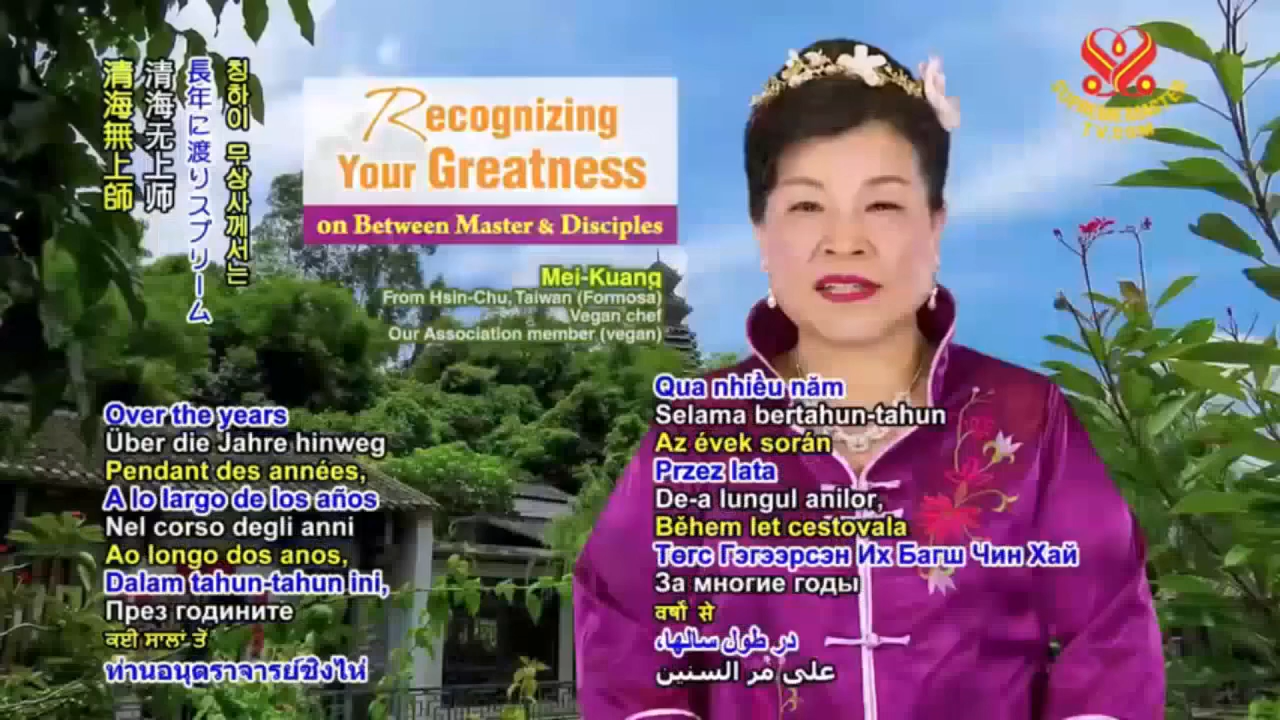 칭하이 무상사께서는
長年に渡りスプリーム
清海无上师
清海無上師
Recognizing
Your Greatness
on Between Master & Disciples
Mei-Kuang
From Hsin-Chu, Taiwan (Formosa)
Vegan chef
Our Association member (vegan)
SUPREME MASTER
TV.COM
Over the years
Über die Jahre hinweg
Pendant des années,
A lo largo de los años
Nel corso degli anni
Ao longo dos anos,
Dalam tahun-tahun ini,
През годините
ਕਈ ਸਾਲਾਂ ਤੋਂ
ท่านอนุตราจารย์ชิงไห่
Qua nhiều năm
Selama bertahun-tahun
Az évek során
Przez lata
De-a lungul anilor,
Během let cestovala
Төгс Гэгээрсэн Их Багш Чин Хай
За многие годы
वर्षों से
در طول سالها،
على مر السنين